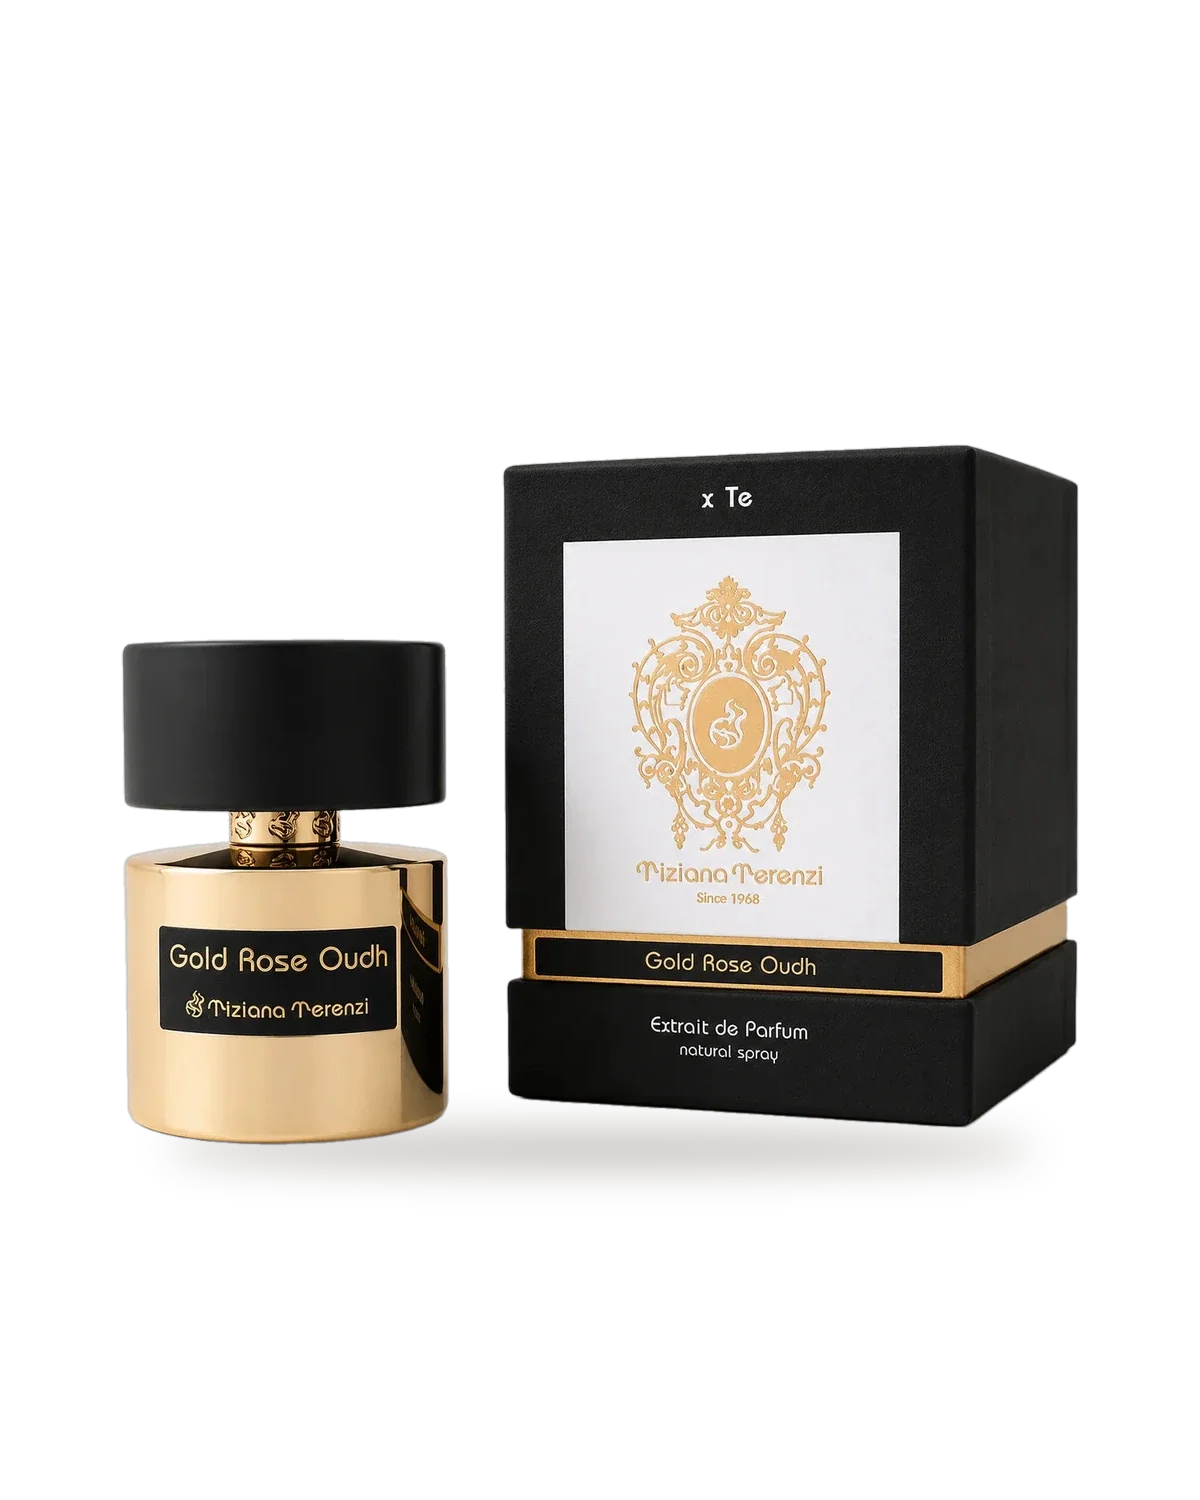 Gold Rose Oudh
Tiziana Terenzi
x Te
Tiziana Terenzi
Since 1968
Gold Rose Oudh
Extrait de Parfum
natural spray